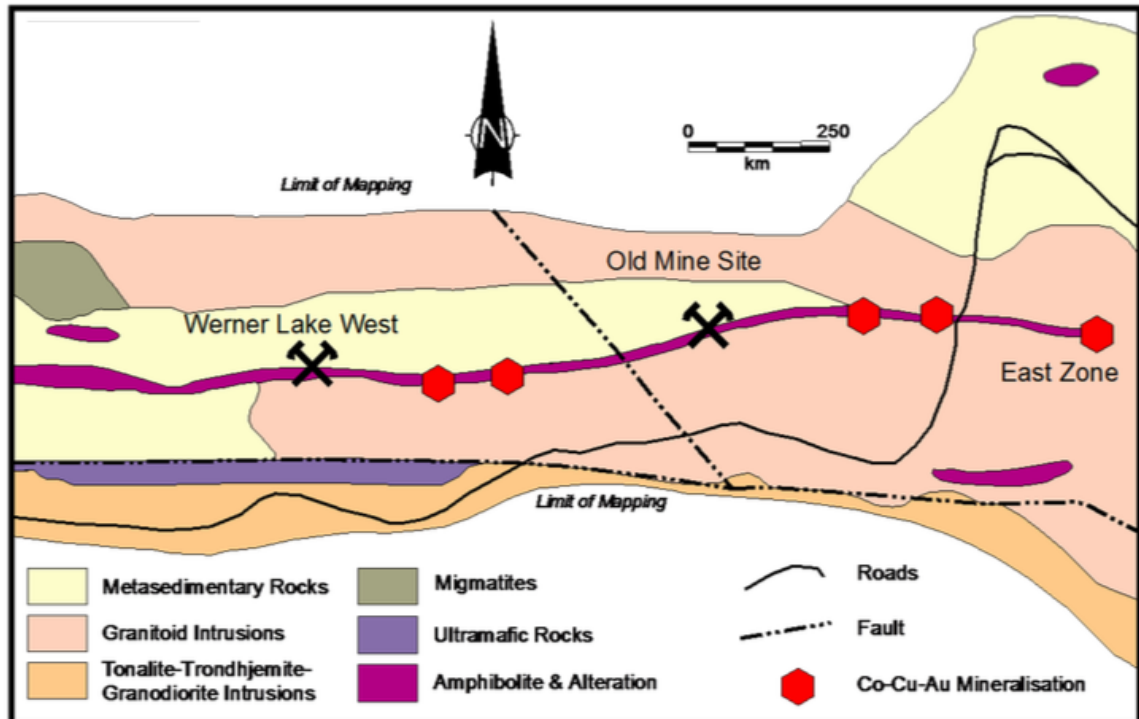 N
0 250
km
Limit of Mapping
Old Mine Site
Werner Lake West
East Zone
Limit of Mapping
Metasedimentary Rocks
Granitoid Intrusions
Tonalite-Trondhjemite-
Granodiorite Intrusions
Migmatites
Ultramafic Rocks
Amphibolite & Alteration
Roads
Fault
Co-Cu-Au Mineralisation